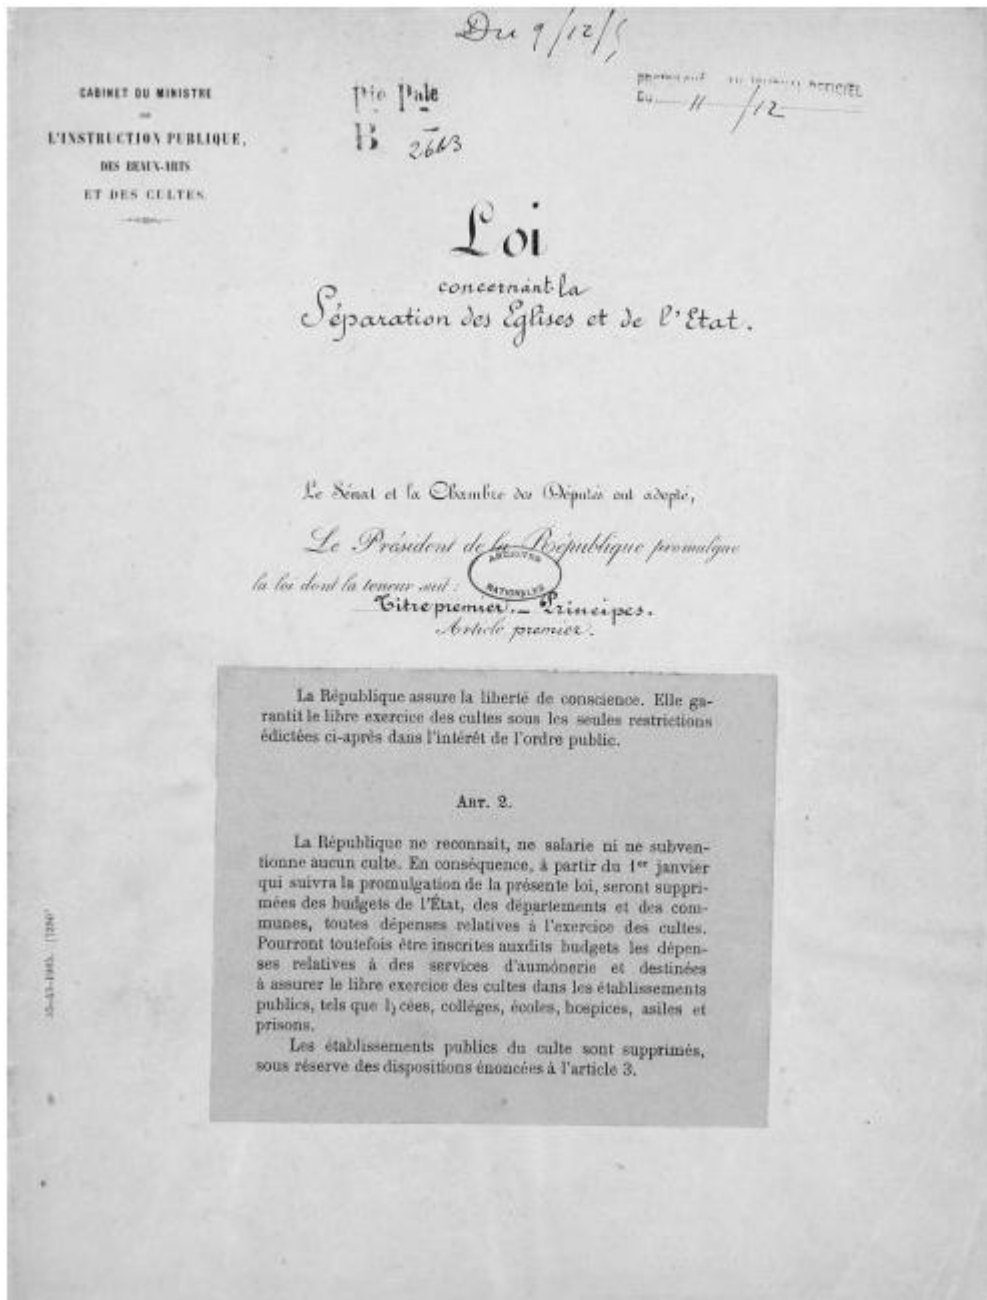 Du 9/12/5
CABINET DU MINISTRE
DE
L'INSTRUCTION PUBLIQUE,
DES BEAUX-ARTS
ET DES CULTES.
Pie Pale
B 2663
AU JOURNAL OFFICIEL
Du 11/12
Loi
concernant la
Séparation des Eglises et de l'Etat.
Le Sénat et la Chambre des Députés ont adopté,
Le Président de la République promulgue
la loi dont la teneur suit :
ARCHIVES
NATIONALES
Titre premier. _ Principes.
Article premier.
La République assure la liberté de conscience. Elle ga-
rantit le libre exercice des cultes sous les seules restrictions
édictées ci-après dans l'intérêt de l'ordre public.
ART. 2.
La République ne reconnaît, ne salarie ni ne subven-
tionne aucun culte. En conséquence, à partir du 1er janvier
qui suivra la promulgation de la présente loi, seront suppri-
mées des budgets de l'État, des départements et des com-
munes, toutes dépenses relatives à l'exercice des cultes.
Pourront toutefois être inscrites auxdits budgets les dépen-
ses relatives à des services d'aumônerie et destinées
à assurer le libre exercice des cultes dans les établissements
publics, tels que lycées, collèges, écoles, hospices, asiles et
prisons.
Les établissements publics du culte sont supprimés,
sous réserve des dispositions énoncées à l'article 3.